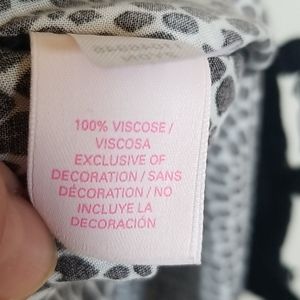 100% VISCOSE /
VISCOSA
EXCLUSIVE OF
DECORATION / SANS
DÉCORATION / NO
INCLUYE LA
DECORACIÓN